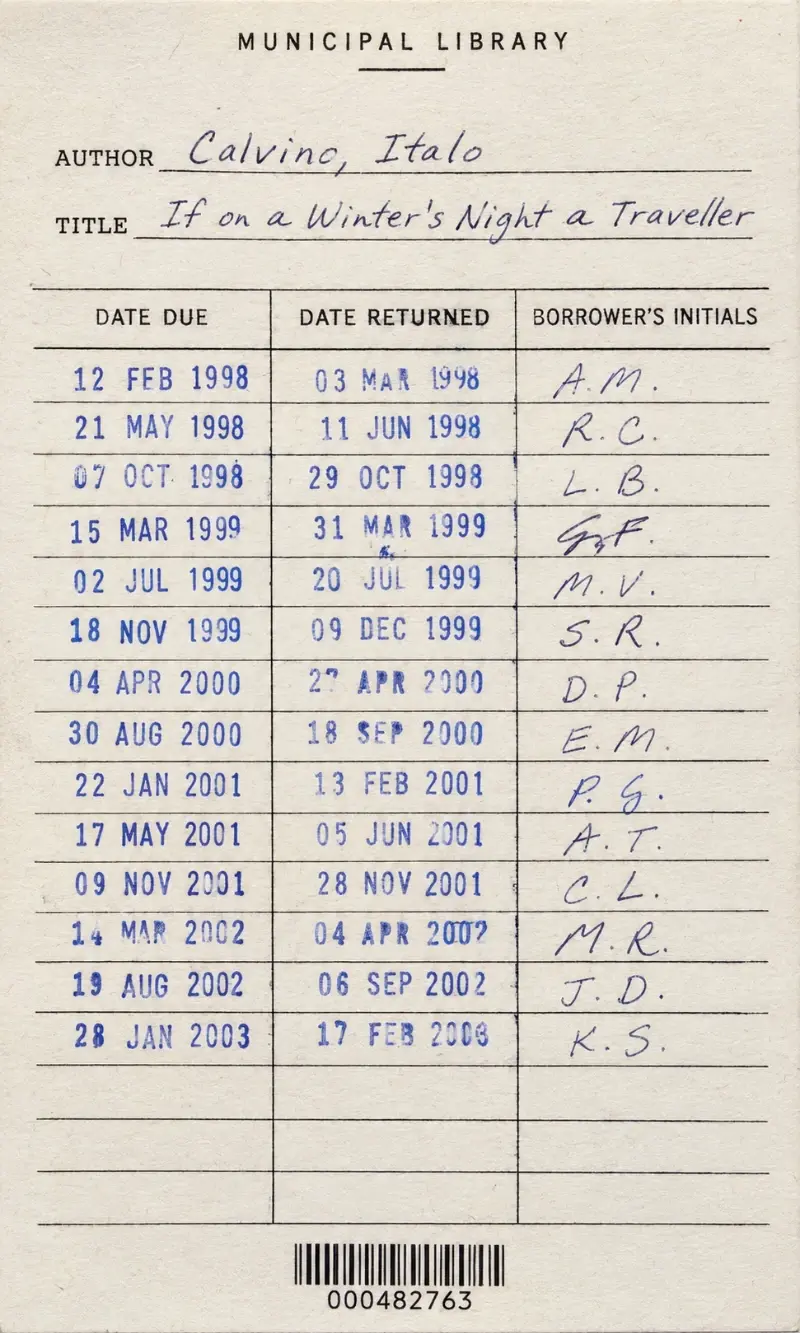 MUNICIPAL LIBRARY
AUTHOR Calvino, Italo
TITLE If on a Winter's Night a Traveller
DATE DUE DATE RETURNED BORROWER'S INITIALS
12 FEB 1998 03 MAR 1998 A.M.
21 MAY 1998 11 JUN 1998 R.C.
07 OCT 1998 29 OCT 1998 L.B.
15 MAR 1999 31 MAR 1999
02 JUL 1999 20 JUL 1999 M.V.
18 NOV 1999 09 DEC 1999 S.R.
04 APR 2000 APR 2000 D.P.
30 AUG 2000 18 SEP 2000 E.M.
22 JAN 2001 13 FEB 2001 P.G.
17 MAY 2001 05 JUN 2001 A.T.
09 NOV 2001 28 NOV 2001 C.L.
14 MAR 2002 04 APR M.R.
19 AUG 2002 06 SEP 2002 J.D.
28 JAN 2003 17 FEB K.S.
000482763